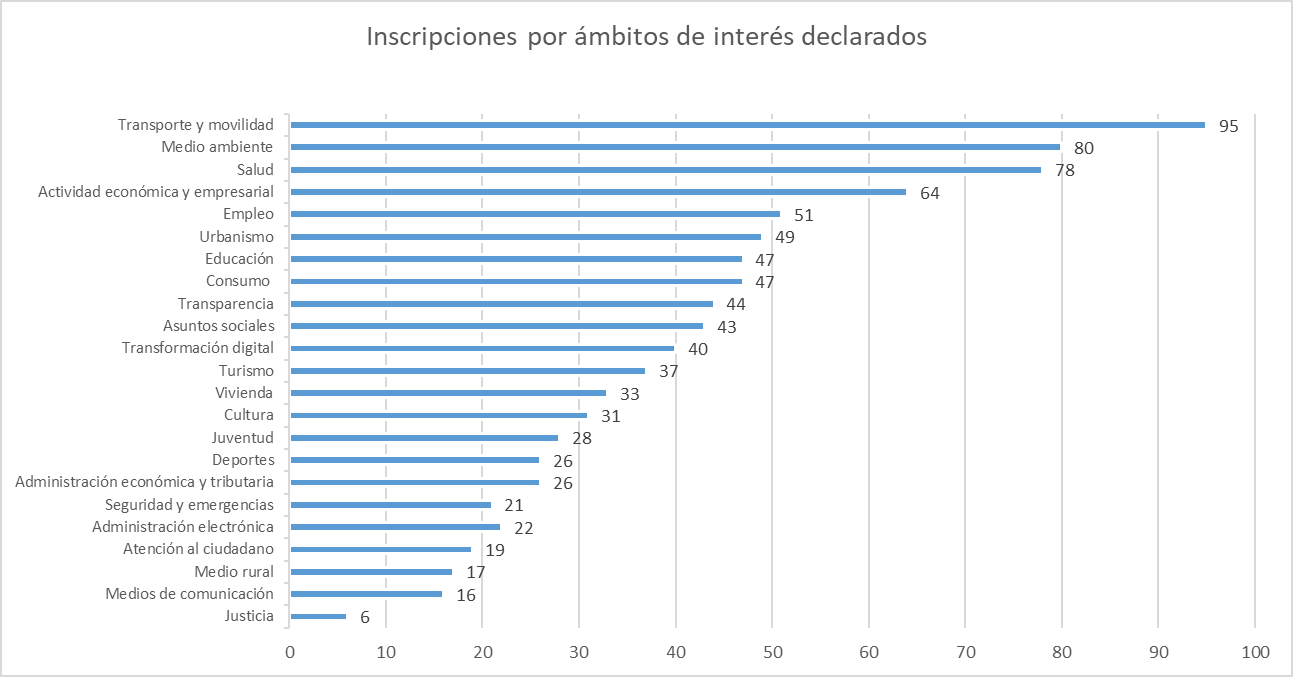 Inscripciones por ámbitos de interés declarados
Transporte y movilidad 95
Medio ambiente 80
Salud 78
Actividad económica y empresarial 64
Empleo 51
Urbanismo 49
Educación 47
Consumo 47
Transparencia 44
Asuntos sociales 43
Transformación digital 40
Turismo 37
Vivienda 33
Cultura 31
Juventud 28
Deportes 26
Administración económica y tributaria 26
Seguridad y emergencias 21
Administración electrónica 22
Atención al ciudadano 19
Medio rural 17
Medios de comunicación 16
Justicia 6
0 10 20 30 40 50 60 70 80 90 100